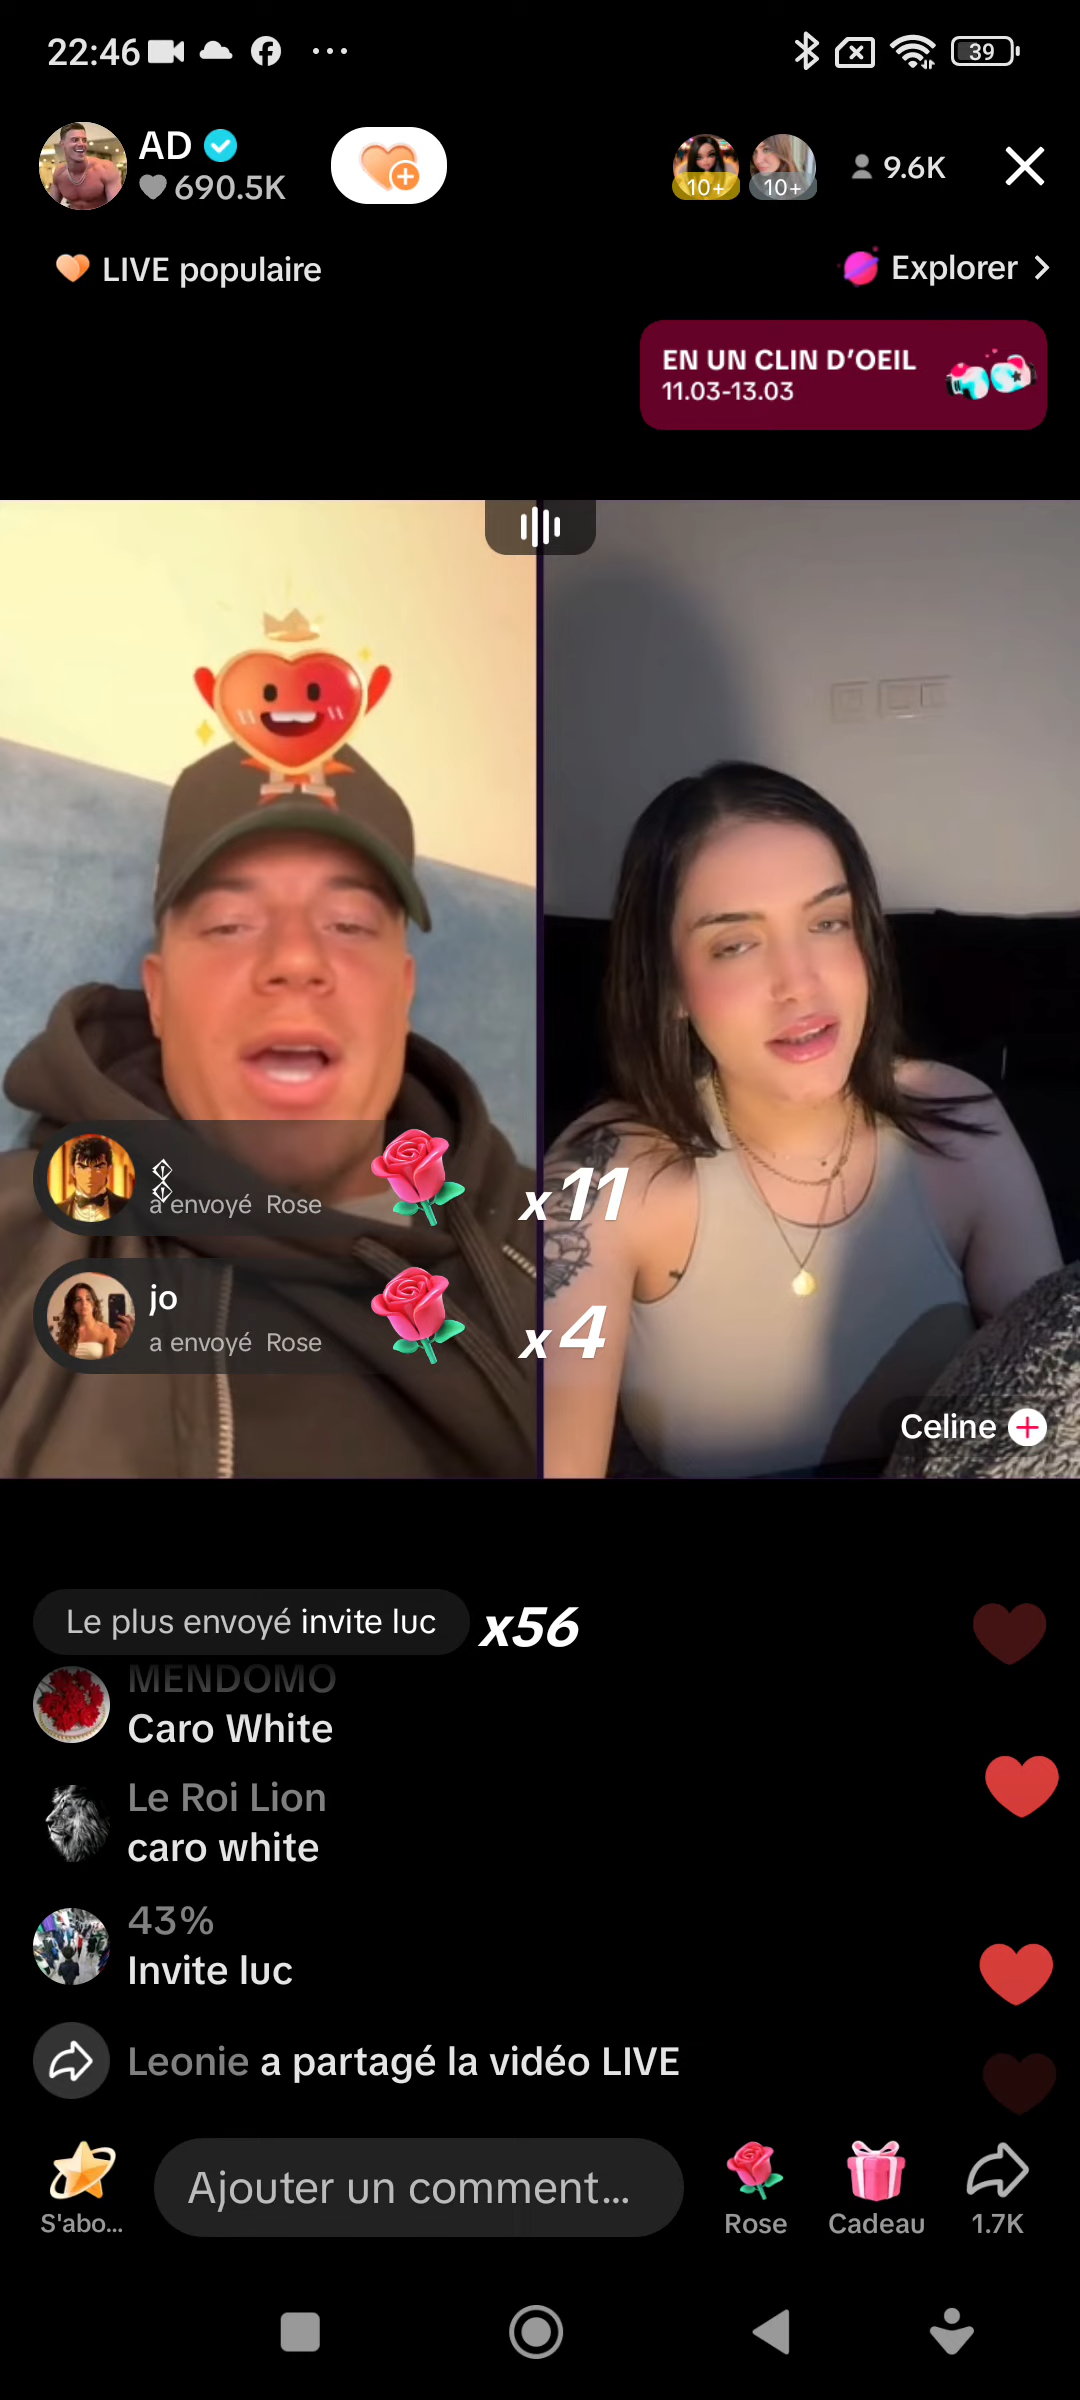 22:46
39
AD
690.5K
10+
10+
9.6K
LIVE populaire
Explorer
EN UN CLIN D'OEIL
11.03-13.03
a envoyé Rose
x11
jo
a envoyé Rose
x4
Celine
Le plus envoyé invite luc x56
MENDOMO
Caro White
Le Roi Lion
caro white
43%
Invite luc
Leonie a partagé la vidéo LIVE
S'abo...
Ajouter un comment...
Rose
Cadeau
1.7K